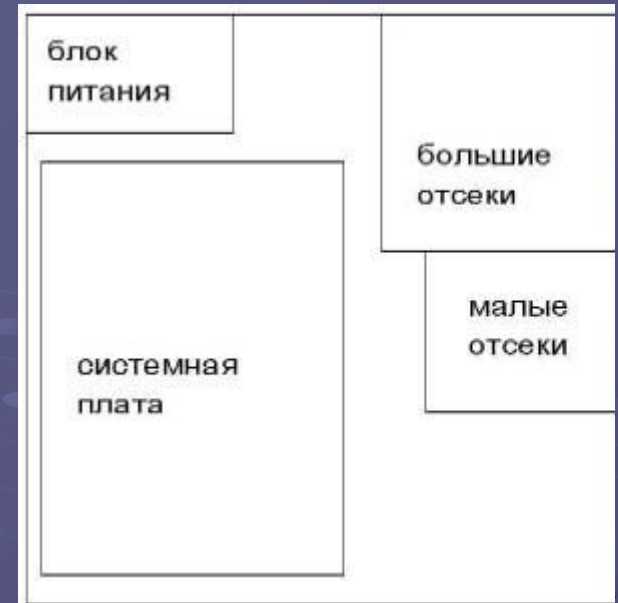 блок
питания
большие
отсеки
малые
отсеки
системная
плата